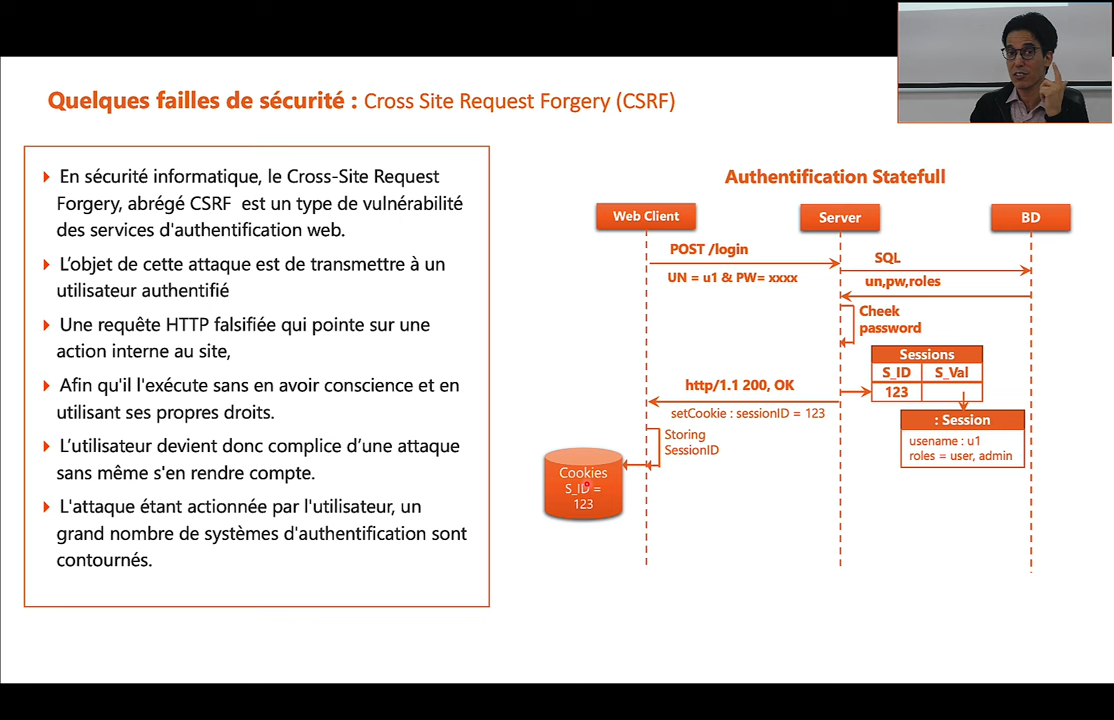 Quelques failles de sécurité : Cross Site Request Forgery (CSRF)
En sécurité informatique, le Cross-Site Request
Forgery, abrégé CSRF est un type de vulnérabilité
des services d'authentification web.
L’objet de cette attaque est de transmettre à un
utilisateur authentifié
Une requête HTTP falsifiée qui pointe sur une
action interne au site,
Afin qu'il l'exécute sans en avoir conscience et en
utilisant ses propres droits.
L’utilisateur devient donc complice d’une attaque
sans même s'en rendre compte.
L'attaque étant actionnée par l'utilisateur, un
grand nombre de systèmes d'authentification sont
contournés.
Authentification Statefull
Web Client
Server
BD
POST /login
UN = u1 & PW= xxxx
SQL
un,pw,roles
Cheek
password
Sessions
S_ID S_Val
123
http/1.1 200, OK
setCookie : sessionID = 123
: Session
usename : u1
roles = user, admin
Storing
SessionID
Cookies
S_ID =
123